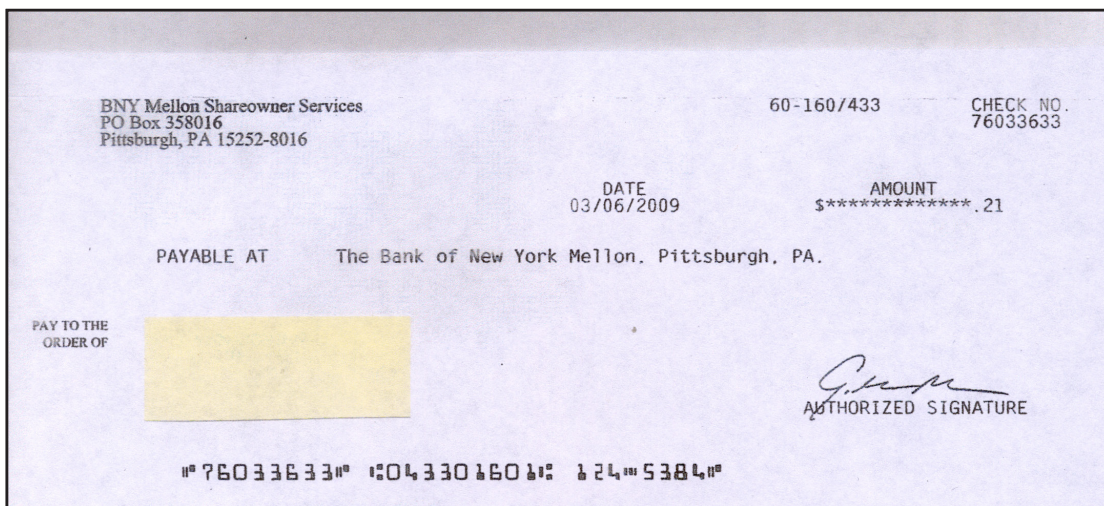 BNY Mellon Shareowner Services
PO Box 358016
Pittsburgh, PA 15252-8016
60-160/433
CHECK NO.
76033633
DATE
03/06/2009
AMOUNT
$*************.21
PAYABLE AT The Bank of New York Mellon. Pittsburgh, PA.
PAY TO THE
ORDER OF
AUTHORIZED SIGNATURE
⑈76033633⑈ ⑆043301601⑆ 124⑉5384⑈